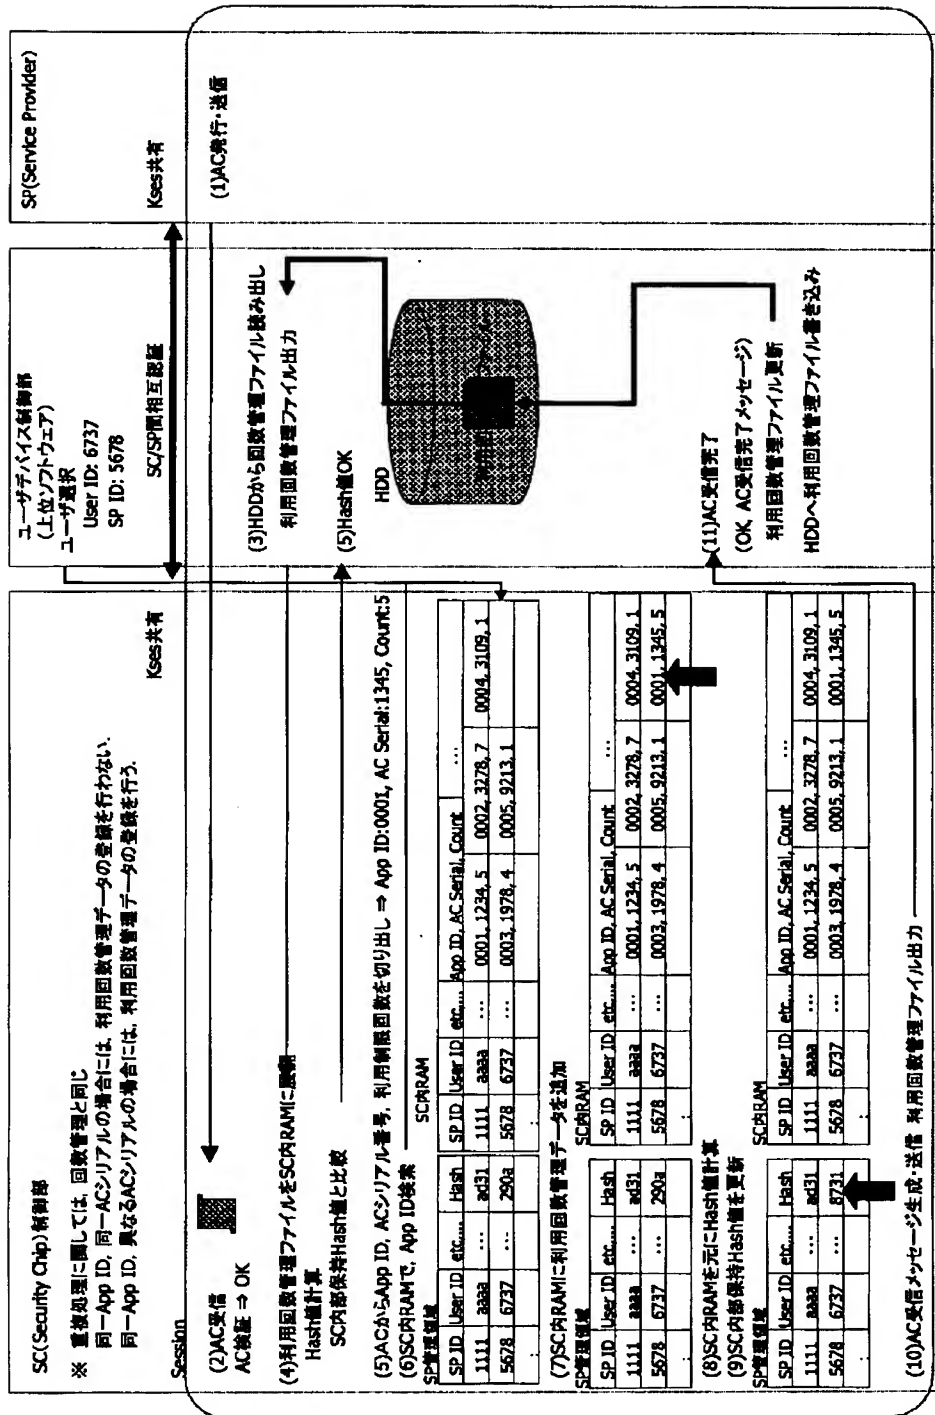 SC(Security Chip)制御部
※ 重複処理に関しては, 回数管理と同じ
同一App ID, 同一ACシリアルの場合には, 利用回数管理データの登録を行わない.
同一App ID, 異なるACシリアルの場合には, 利用回数管理データの登録を行う.
Kses共有
ユーザデバイス制御部
(上位ソフトウェア)
ユーザ選択
User ID: 6737
SP ID: 5678
SC/SP間相互認証
SP(Service Provider)
Kses共有
Session
(1)AC発行・送信
(2)AC受信
AC検証 ⇒ OK
(3)HDDから回数管理ファイル読み出し
利用回数管理ファイル出力
(4)利用回数管理ファイルをSC内RAMに展開
Hash値計算
SC内部保持Hash値と比較
(5)Hash値OK
HDD
(5)ACからApp ID, ACシリアル番号, 利用制限回数を切り出し ⇒ App ID:0001, AC Serial:1345, Count:5
(6)SC内RAMで, App ID検索
SP管理領域
SP ID User ID etc.... Hash
1111 aaaa … ad31
5678 6737 … 290a
:
SC内RAM
SP ID User ID etc.... App ID, AC Serial, Count …
1111 aaaa … 0001, 1234, 5 0002, 3278, 7 0004, 3109, 1
5678 6737 … 0003, 1978, 4 0005, 9213, 1
:
(7)SC内RAMに利用回数管理データを追加
SP管理領域
SP ID User ID etc.... Hash
1111 aaaa … ad31
5678 6737 … 290a
:
SC内RAM
SP ID User ID etc.... App ID, AC Serial, Count …
1111 aaaa … 0001, 1234, 5 0002, 3278, 7 0004, 3109, 1
5678 6737 … 0003, 1978, 4 0005, 9213, 1 0001, 1345, 5
:
(8)SC内RAMを元にHash値計算
(9)SC内部保持Hash値を更新
SP管理領域
SP ID User ID etc.... Hash
1111 aaaa … ad31
5678 6737 … 8731
:
SC内RAM
SP ID User ID etc.... App ID, AC Serial, Count …
1111 aaaa … 0001, 1234, 5 0002, 3278, 7 0004, 3109, 1
5678 6737 … 0003, 1978, 4 0005, 9213, 1 0001, 1345, 5
:
(10)AC受信メッセージ生成・送信 利用回数管理ファイル出力
(11)AC受信完了
(OK, AC受信完了メッセージ)
利用回数管理ファイル更新
HDDへ利用回数管理ファイル書き込み